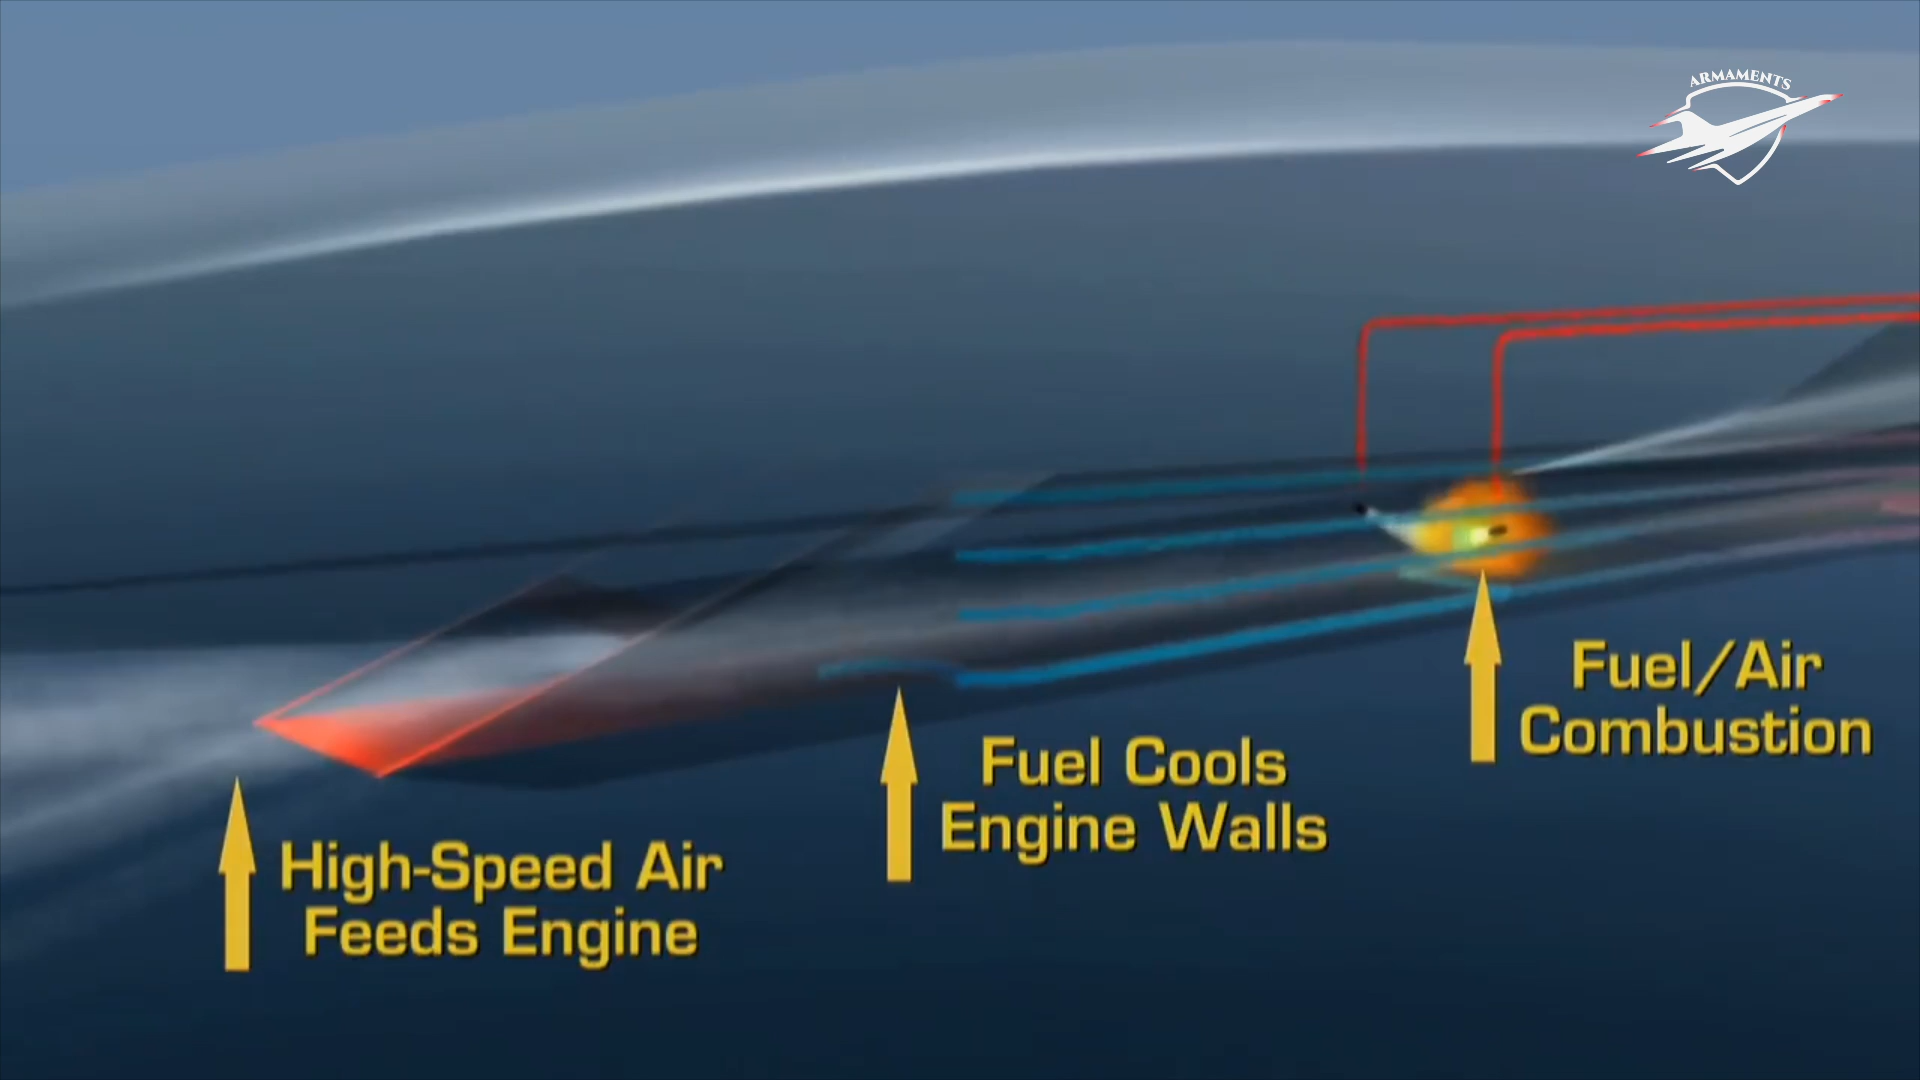 ARMAMENTS
Fuel/Air
Combustion
Fuel Cools
Engine Walls
High-Speed Air
Feeds Engine